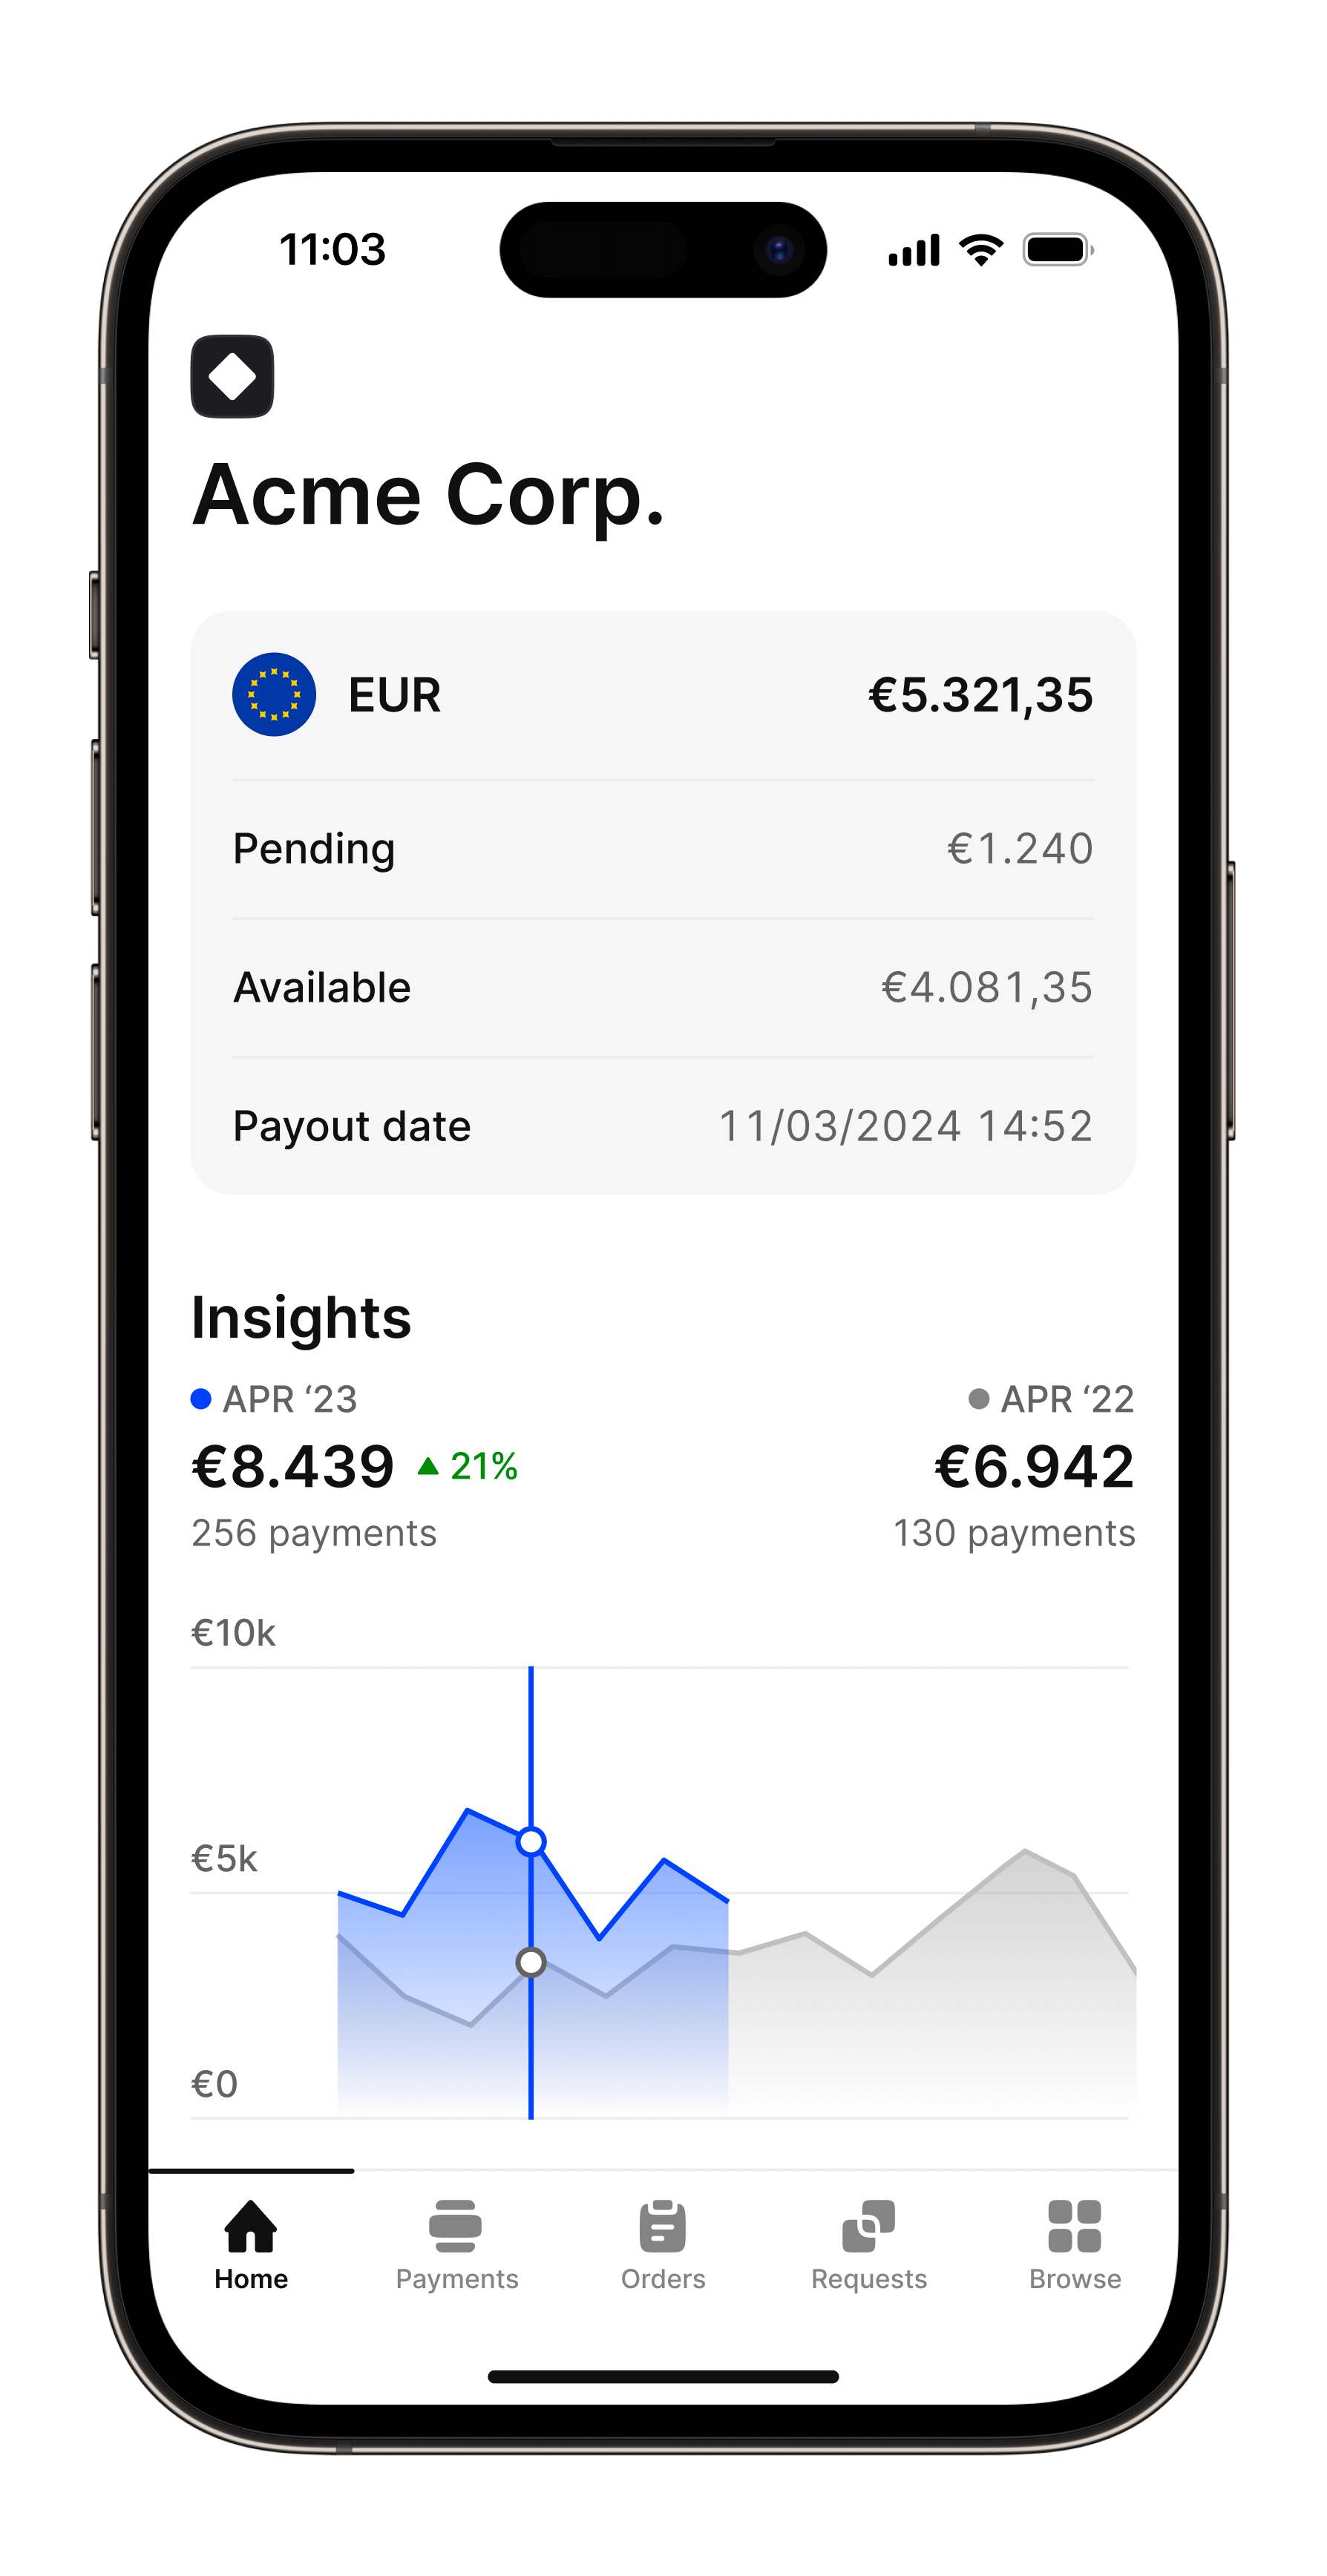 11:03
Acme Corp.
EUR €5.321,35
Pending €1.240
Available €4.081,35
Payout date 11/03/2024 14:52
Insights
APR ‘23 APR ‘22
€8.439 21% €6.942
256 payments 130 payments
€10k
€5k
€0
Home Payments Orders Requests Browse